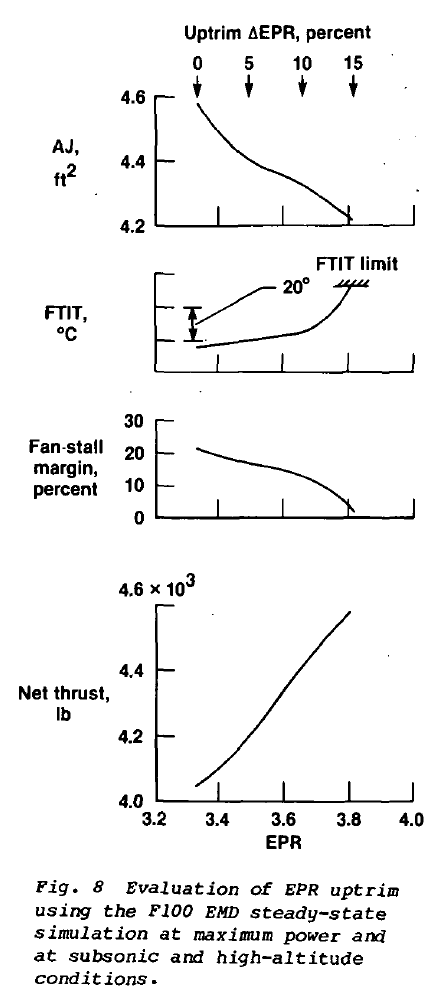 Uptrim ΔEPR, percent
0 5 10 15
4.6
AJ,
ft²
4.4
4.2
FTIT limit
20°
FTIT,
°C
30
Fan-stall
margin,
percent
20
10
0
4.6 × 10³
4.4
Net thrust,
lb
4.2
4.0
3.2 3.4 3.6 3.8 4.0
EPR
Fig. 8 Evaluation of EPR uptrim
using the F100 EMD steady-state
simulation at maximum power and
at subsonic and high-altitude
conditions.